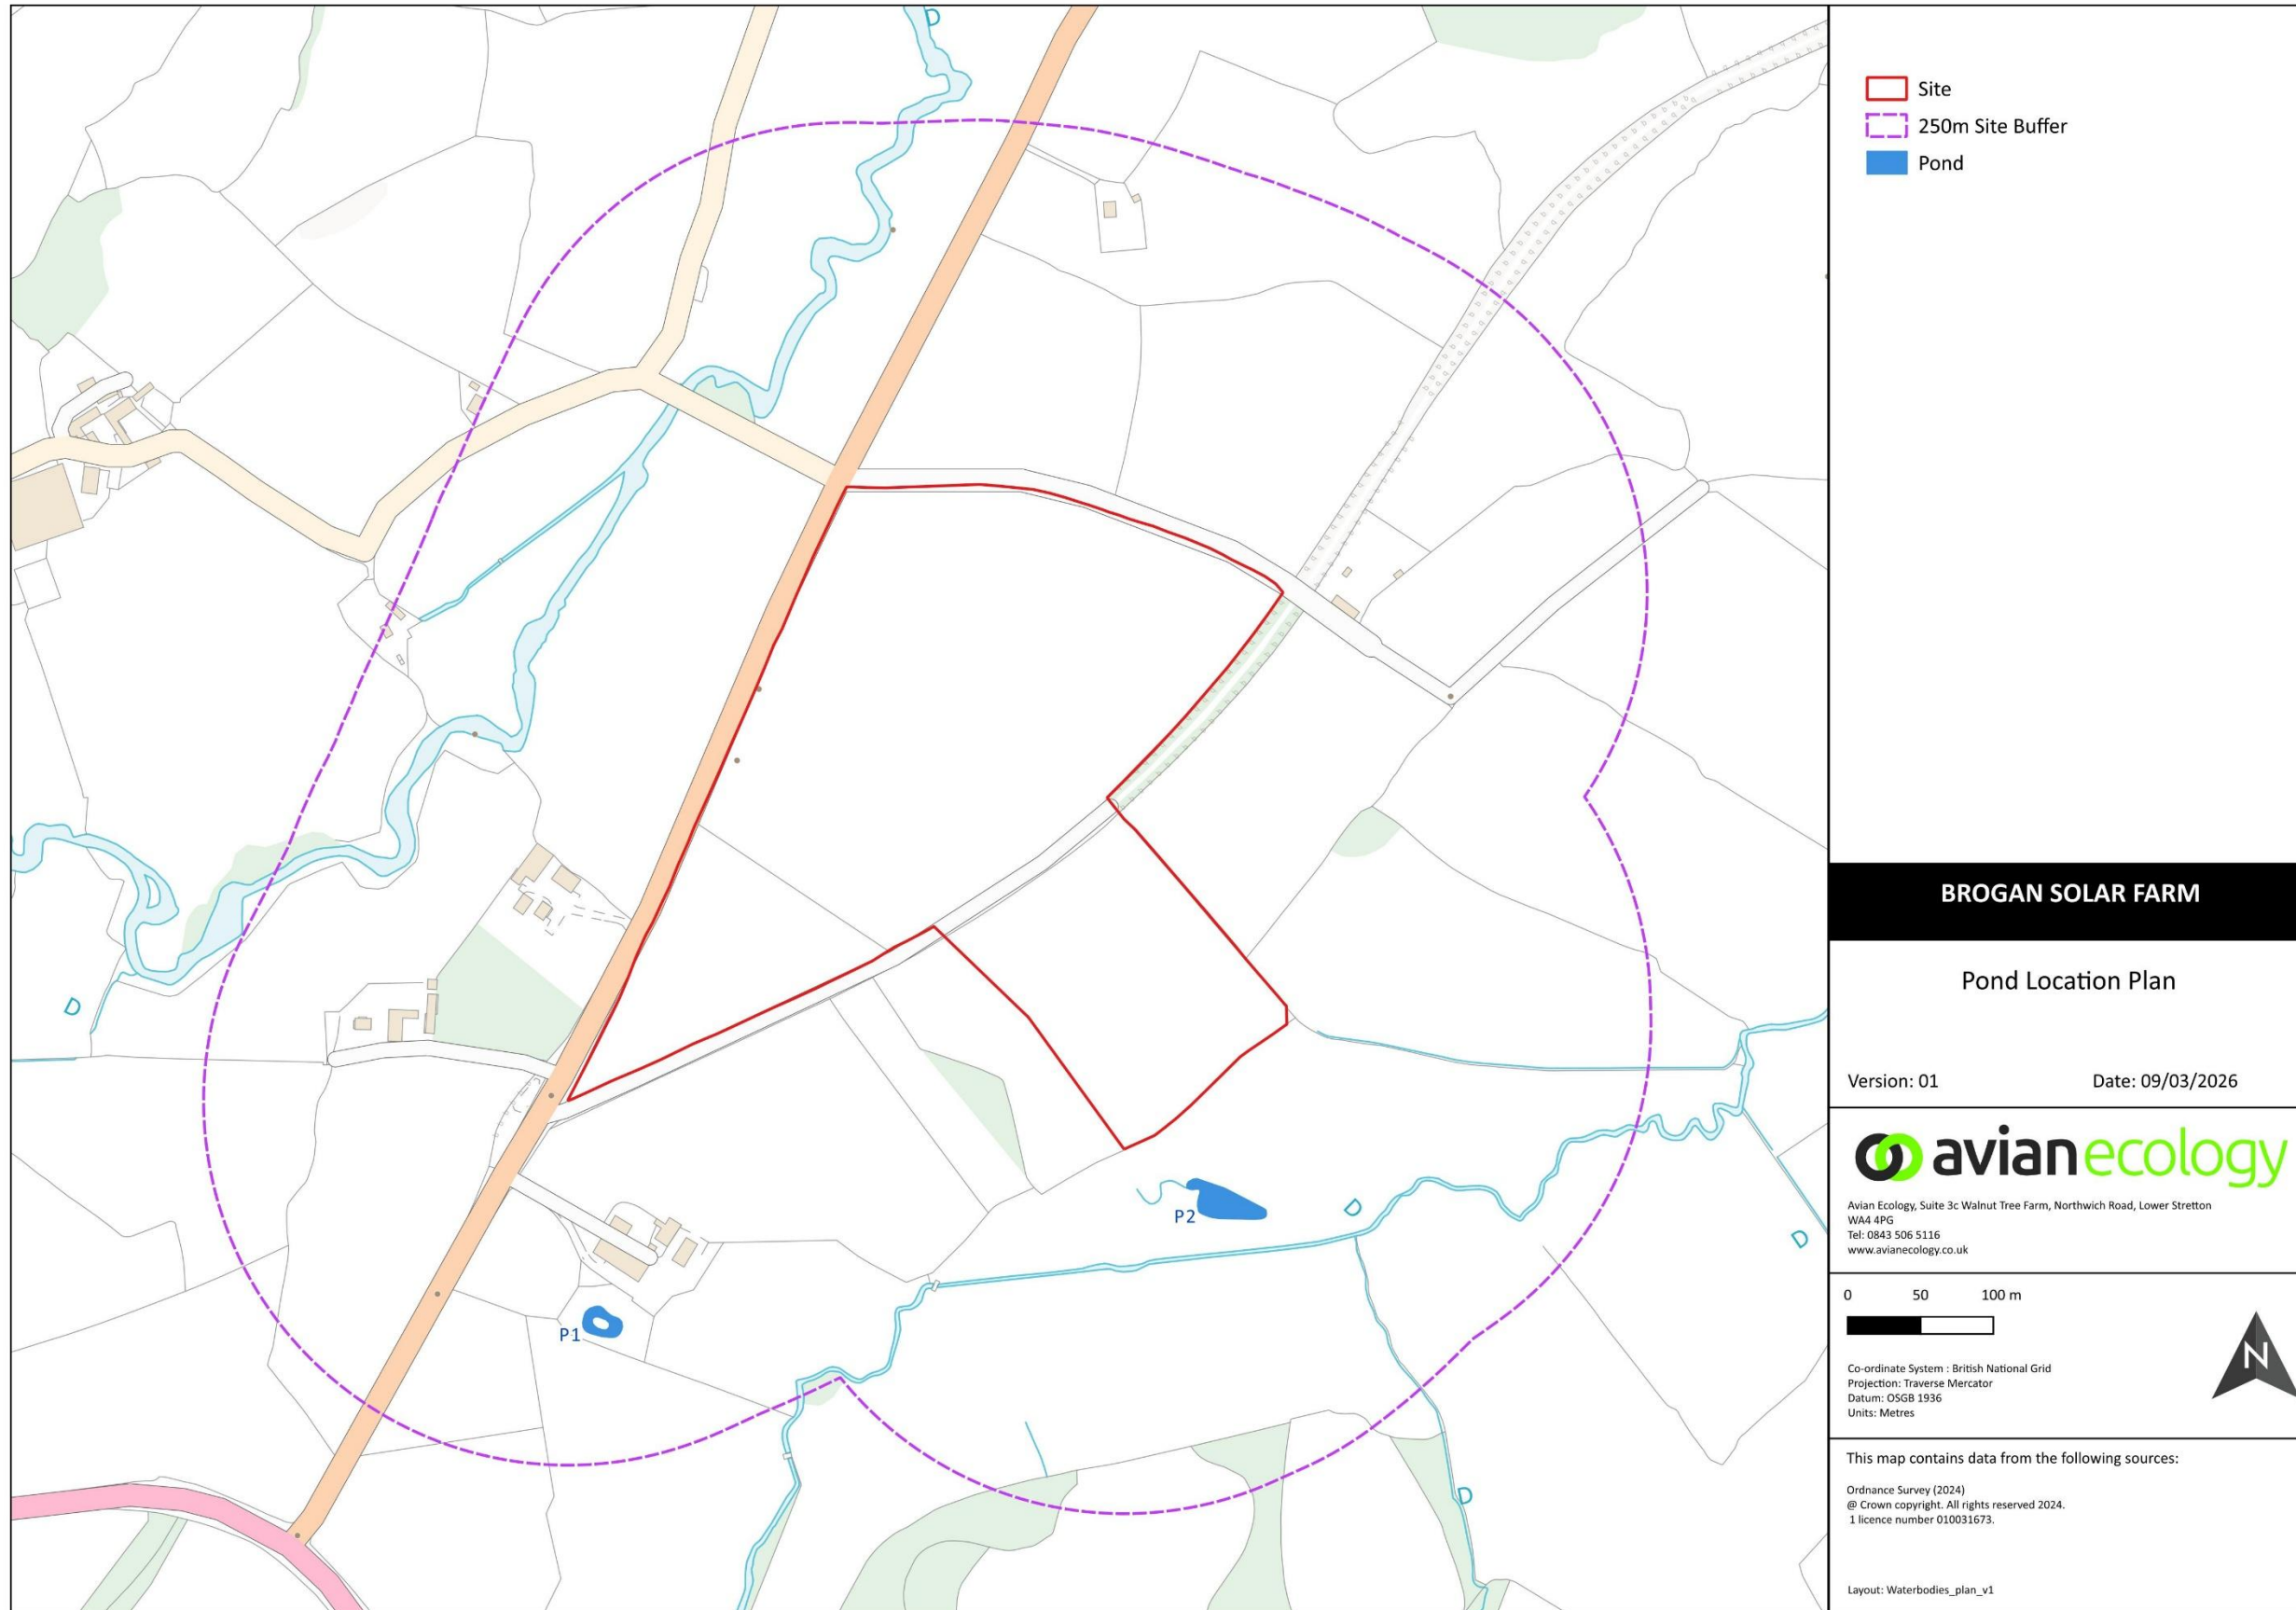 D
D
D
D
D
D
P1
P2
Site
250m Site Buffer
Pond
BROGAN SOLAR FARM
Pond Location Plan
Version: 01 Date: 09/03/2026
avianecology
Avian Ecology, Suite 3c Walnut Tree Farm, Northwich Road, Lower Stretton
WA4 4PG
Tel: 0843 506 5116
www.avianecology.co.uk
0 50 100 m
N
Co-ordinate System : British National Grid
Projection: Traverse Mercator
Datum: OSGB 1936
Units: Metres
This map contains data from the following sources:
Ordnance Survey (2024)
@ Crown copyright. All rights reserved 2024.
1 licence number 010031673.
Layout: Waterbodies_plan_v1